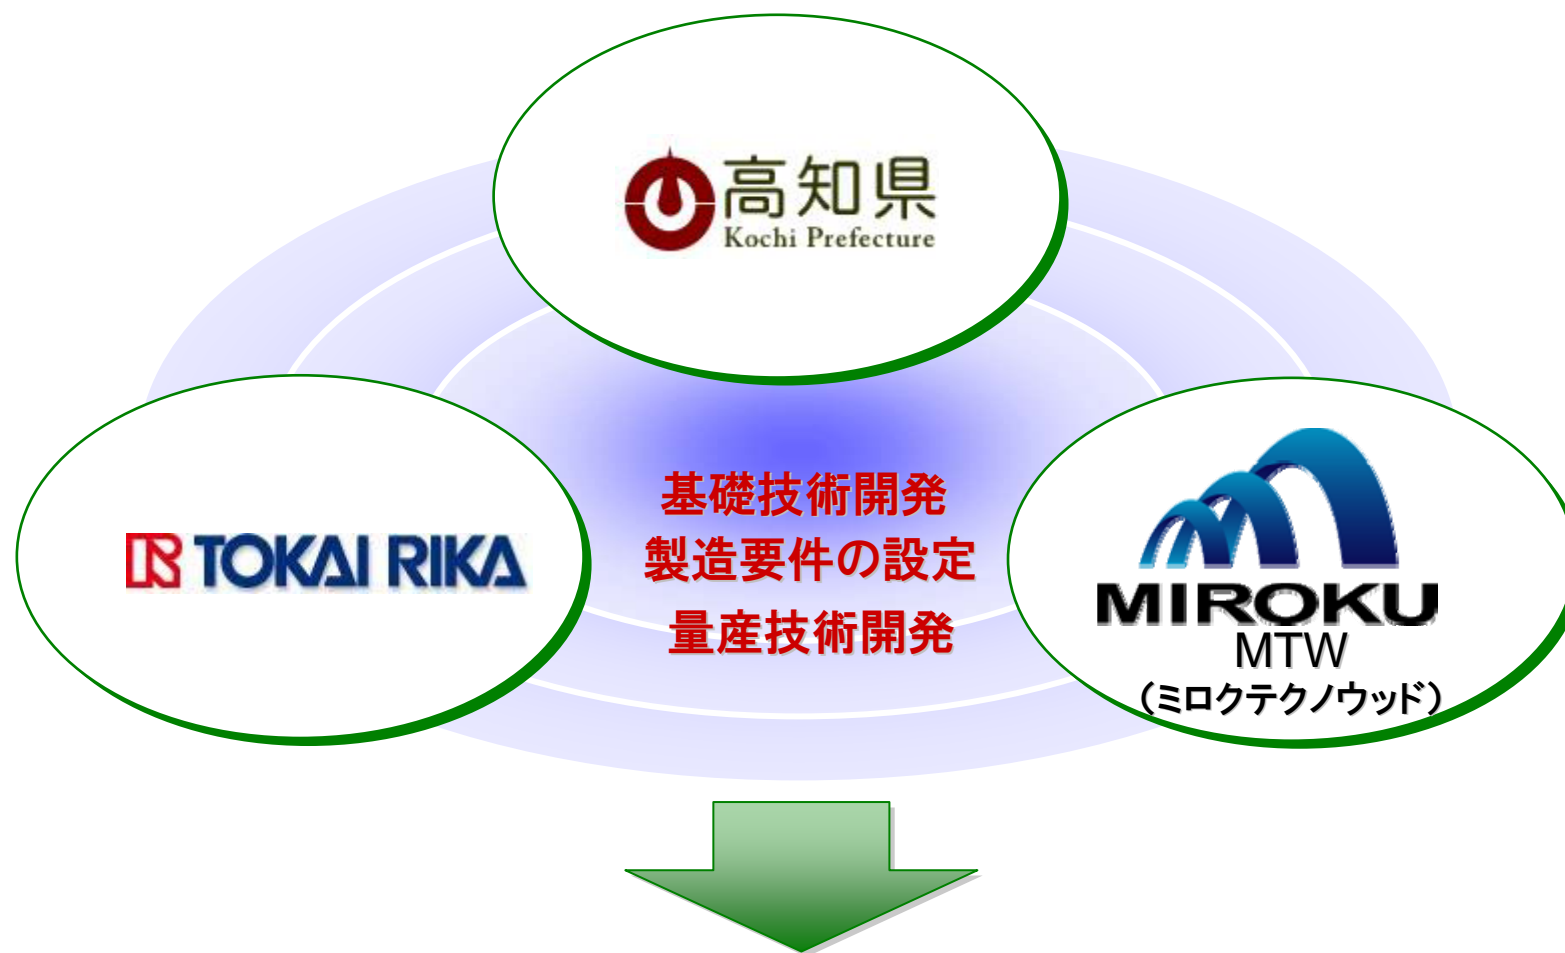 高知県
Kochi Prefecture
TOKAI RIKA
基礎技術開発
製造要件の設定
量産技術開発
MIROKU
MTW
（ミロクテクノウッド）